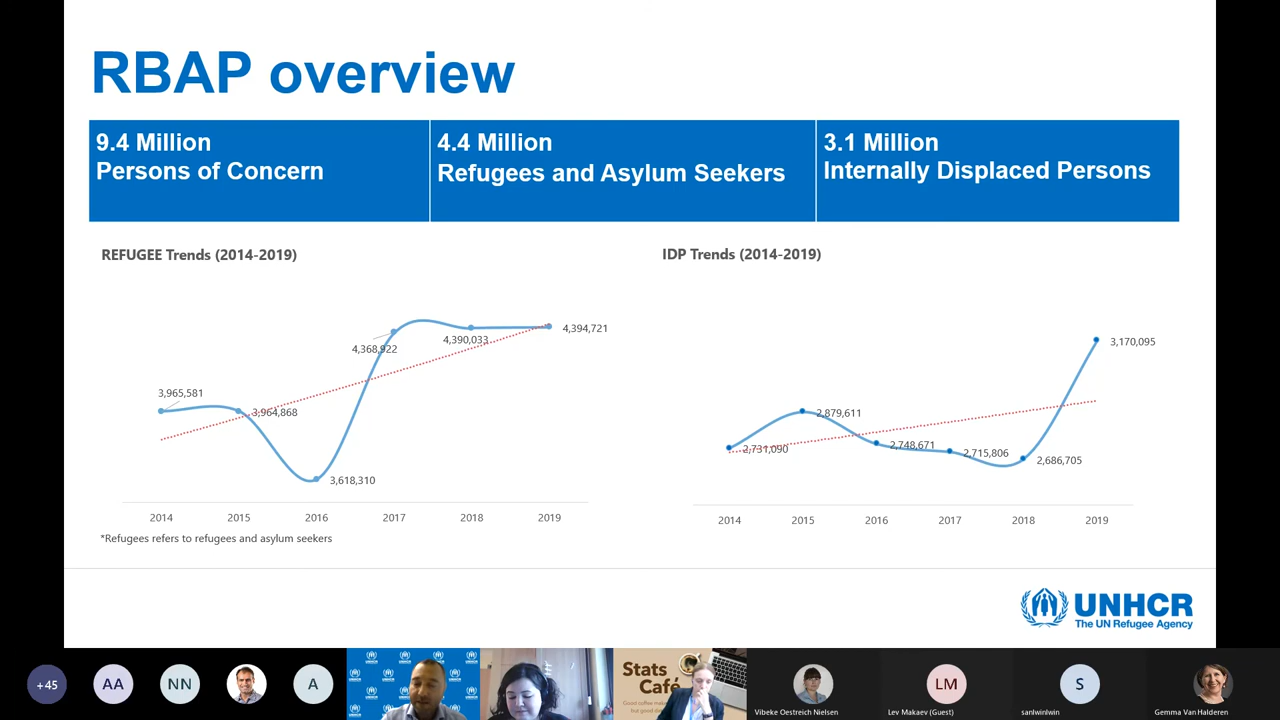 RBAP overview
9.4 Million
Persons of Concern
4.4 Million
Refugees and Asylum Seekers
3.1 Million
Internally Displaced Persons
REFUGEE Trends (2014-2019)
3,965,581
3,964,868
3,618,310
4,368,922
4,390,033
4,394,721
2014 2015 2016 2017 2018 2019
*Refugees refers to refugees and asylum seekers
IDP Trends (2014-2019)
2,731,090
2,879,611
2,748,671
2,715,806
2,686,705
3,170,095
2014 2015 2016 2017 2018 2019
UNHCR
The UN Refugee Agency
+45
AA
NN
A
UNHCR
Stats
Café
Vibeke Oestreich Nielsen
LM
Lev Makaev (Guest)
S
sanlwinlwin
Gemma Van Halderen